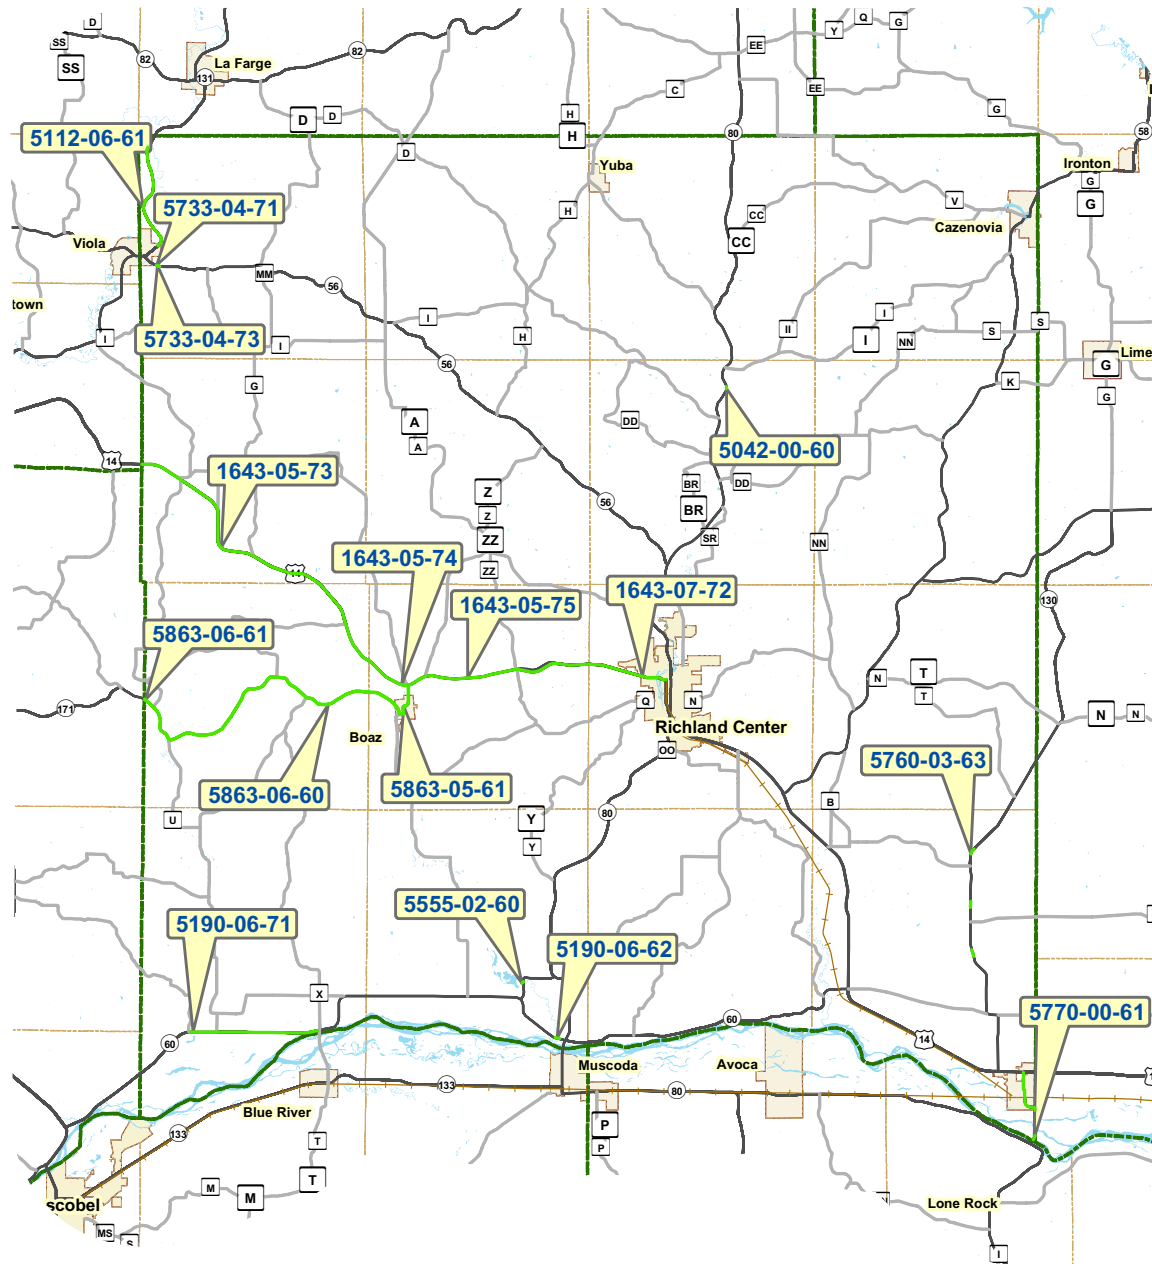 D
Q
G
Y
SS
EE
82
82
La Farge
SS
131
C
EE
D
D
H
G
5112-06-61
H
80
58
D
Yuba
Ironton
G
5733-04-71
V
G
H
CC
Cazenovia
Viola
CC
MM
56
town
I
I
S
S
II
5733-04-73
I
I
H
I
NN
Lime
56
G
G
K
G
A
DD
A
5042-00-60
14
1643-05-73
BR
DD
Z
56
BR
Z
ZZ
SR
NN
1643-05-74
ZZ
14
1643-07-72
1643-05-75
130
5863-06-61
T
N
T
171
Q
N
N
N
Richland Center
Boaz
OO
5760-03-63
5863-05-61
5863-06-60
B
80
Y
U
Y
5555-02-60
5190-06-71
5190-06-62
X
5770-00-61
60
60
14
Muscoda
Avoca
133
80
Blue River
P
133
T
P
T
M
M
scobel
Lone Rock
MS
S
I